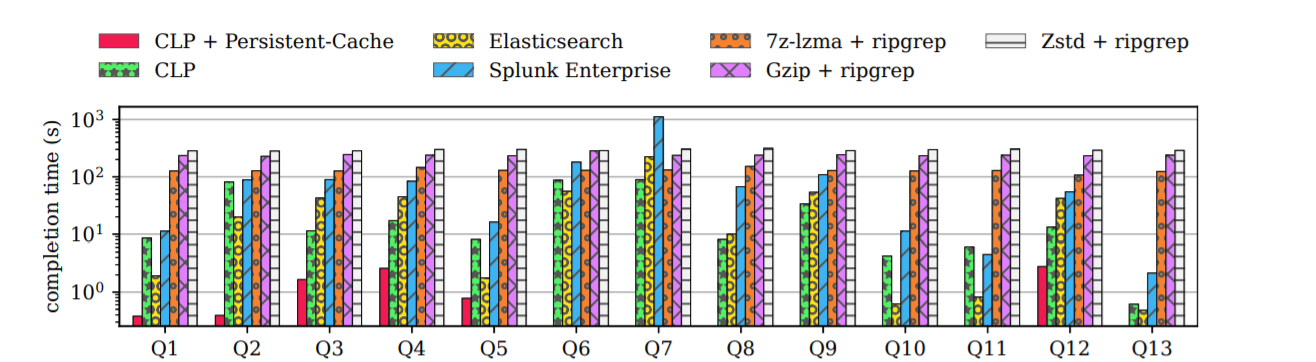 CLP + Persistent-Cache Elasticsearch 7z-lzma + ripgrep Zstd + ripgrep
CLP Splunk Enterprise Gzip + ripgrep
completion time (s)
10³
10²
10¹
10⁰
Q1 Q2 Q3 Q4 Q5 Q6 Q7 Q8 Q9 Q10 Q11 Q12 Q13